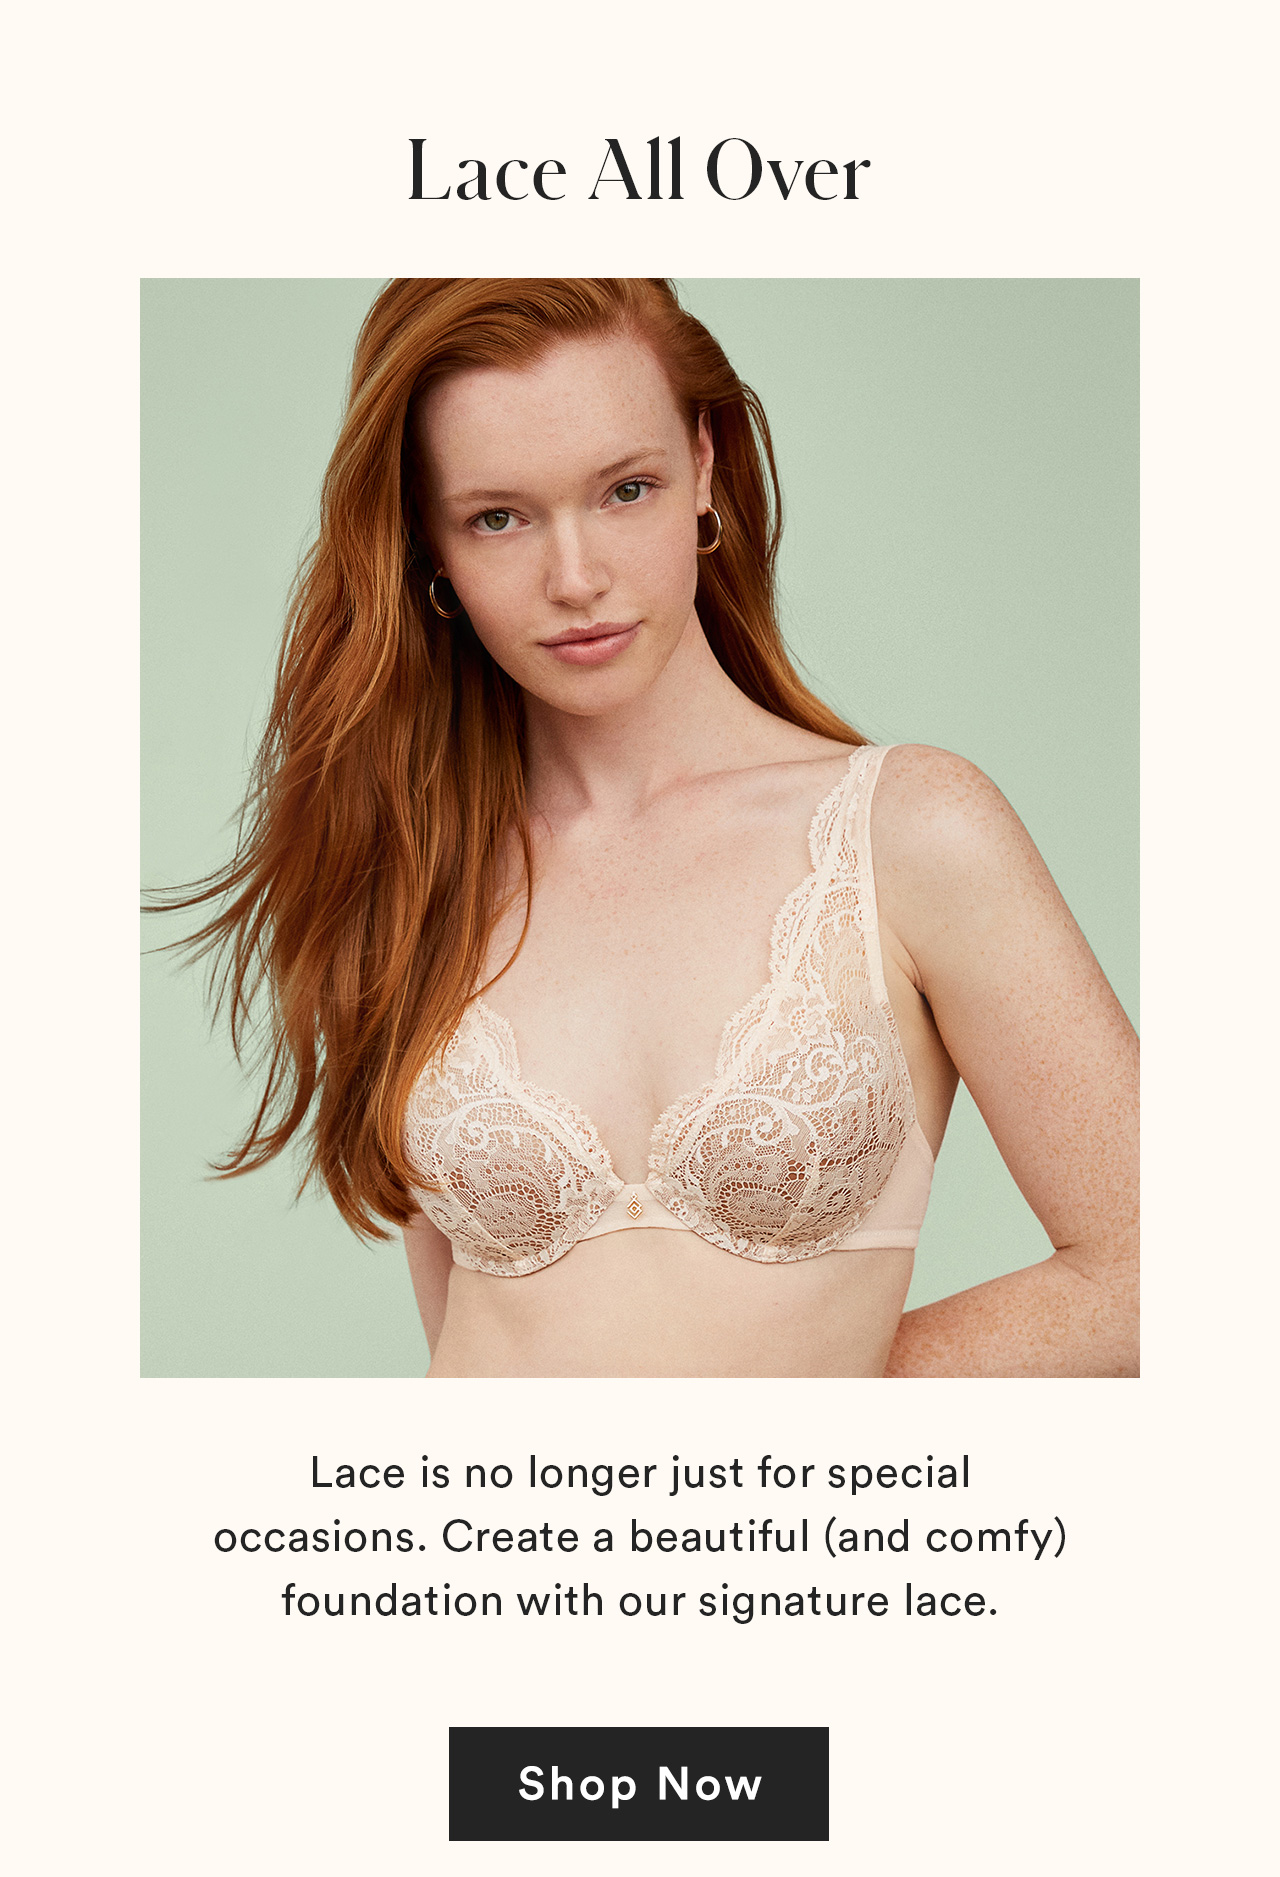 Lace All Over
Lace is no longer just for special
occasions. Create a beautiful (and comfy)
foundation with our signature lace.
Shop Now